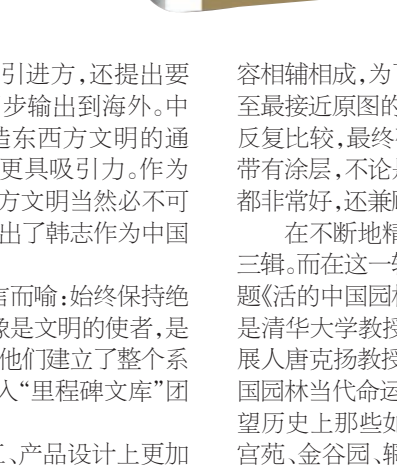 引进方，还提出要
步输出到海外。中
造东西方文明的通
更具吸引力。作为
方文明当然必不可
出了韩志作为中国
言而喻：始终保持绝
象是文明的使者，是
他们建立了整个系
入“里程碑文库”团
工、产品设计上更加
容相辅相成，为了
至最接近原图的
反复比较，最终
带有涂层，不论是
都非常好，还兼
在不断地精
三辑。而在这一
题《活的中国园林
是清华大学教授
展人唐克扬教授
国园林当代命运
望历史上那些如
宫苑、金谷园、辋